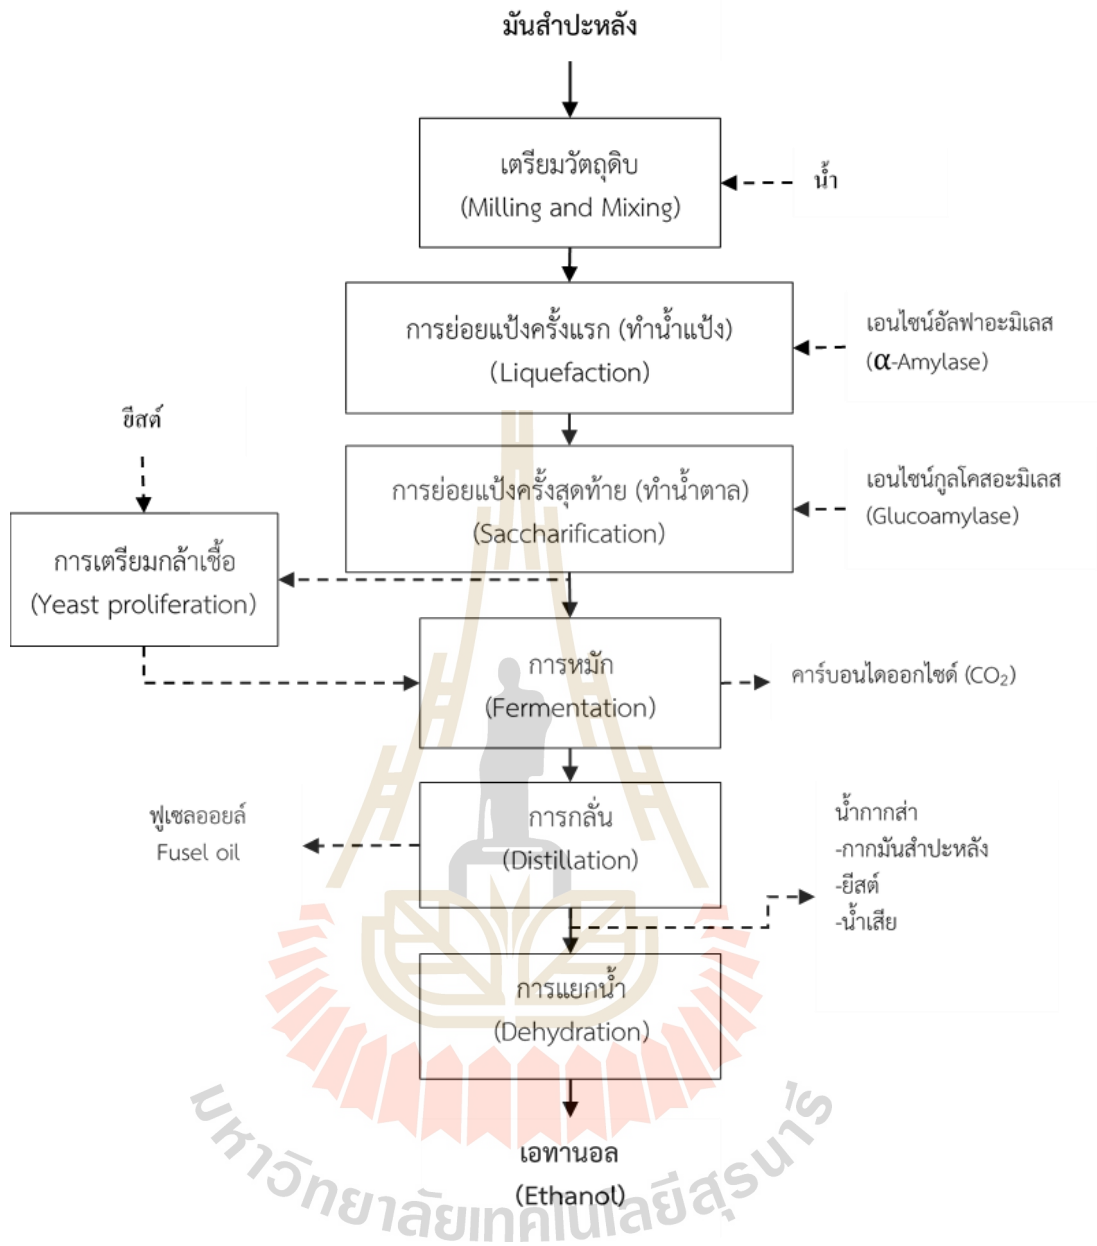 มันสำปะหลัง
เตรียมวัตถุดิบ
(Milling and Mixing)
น้ำ
การย่อยแป้งครั้งแรก (ทำน้ำแป้ง)
(Liquefaction)
เอนไซน์อัลฟาอะมิเลส
(α-Amylase)
ยีสต์
การย่อยแป้งครั้งสุดท้าย (ทำน้ำตาล)
(Saccharification)
เอนไซน์กูลโคสอะมิเลส
(Glucoamylase)
การเตรียมกล้าเชื้อ
(Yeast proliferation)
การหมัก
(Fermentation)
คาร์บอนไดออกไซด์ (CO₂)
ฟูเซลออยล์
Fusel oil
การกลั่น
(Distillation)
น้ำกากส่า
-กากมันสำปะหลัง
-ยีสต์
-น้ำเสีย
การแยกน้ำ
(Dehydration)
เอทานอล
(Ethanol)
มหาวิทยาลัยเทคโนโลยีสุรนารี